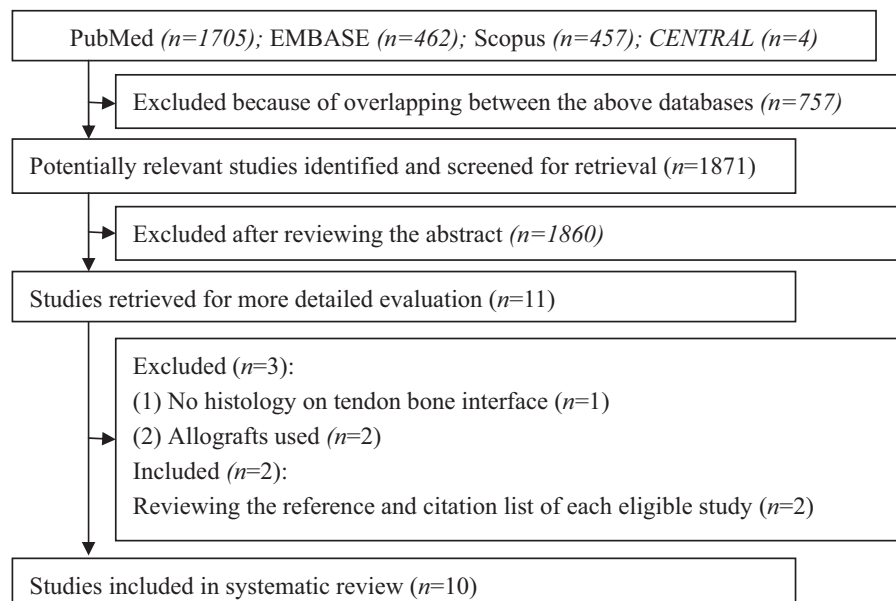 PubMed (n=1705); EMBASE (n=462); Scopus (n=457); CENTRAL (n=4)
Excluded because of overlapping between the above databases (n=757)
Potentially relevant studies identified and screened for retrieval (n=1871)
Excluded after reviewing the abstract (n=1860)
Studies retrieved for more detailed evaluation (n=11)
Excluded (n=3):
(1) No histology on tendon bone interface (n=1)
(2) Allografts used (n=2)
Included (n=2):
Reviewing the reference and citation list of each eligible study (n=2)
Studies included in systematic review (n=10)